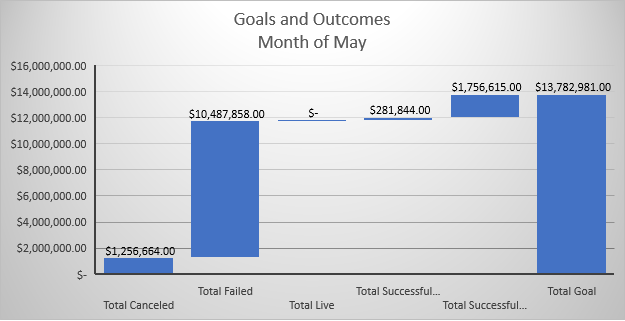 Goals and Outcomes
Month of May
$16,000,000.00
$14,000,000.00
$12,000,000.00
$10,000,000.00
$8,000,000.00
$6,000,000.00
$4,000,000.00
$2,000,000.00
$-
$1,256,664.00
$10,487,858.00
$-
$281,844.00
$1,756,615.00
$13,782,981.00
Total Canceled
Total Failed
Total Live
Total Successful...
Total Successful...
Total Goal